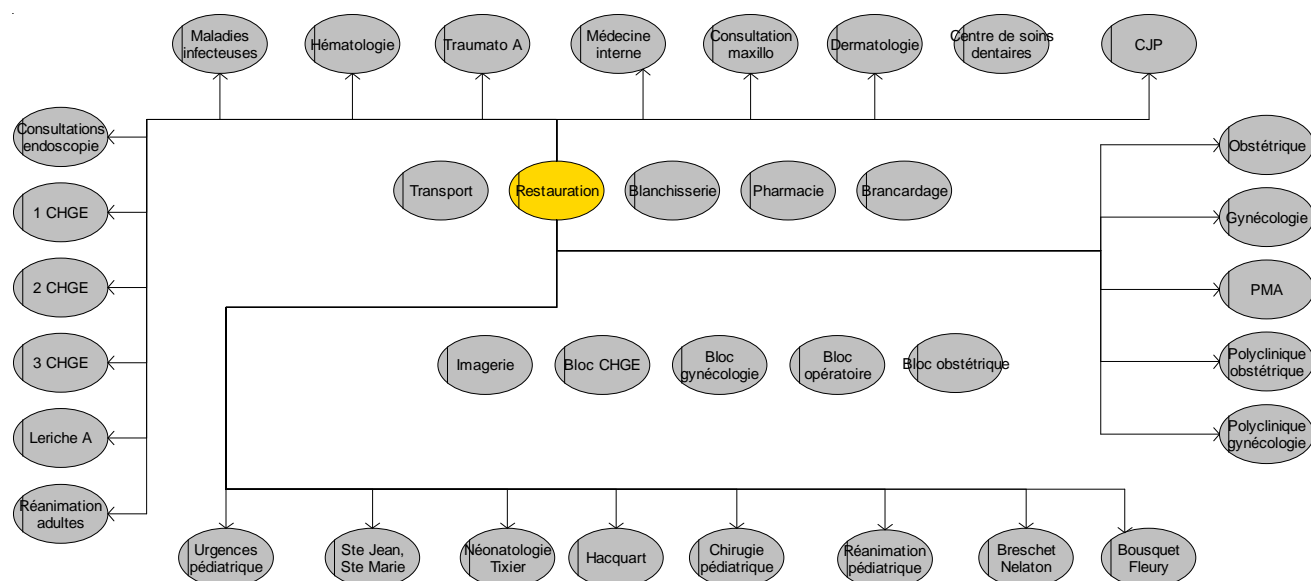 Maladies
infecteuses
Hématologie
Traumato A
Médecine
interne
Consultation
maxillo
Dermatologie
Centre de soins
dentaires
CJP
Consultations
endoscopie
Obstétrique
Transport
Restauration
Blanchisserie
Pharmacie
Brancardage
1 CHGE
Gynécologie
2 CHGE
PMA
3 CHGE
Imagerie
Bloc CHGE
Bloc
gynécologie
Bloc
opératoire
Bloc obstétrique
Polyclinique
obstétrique
Leriche A
Polyclinique
gynécologie
Réanimation
adultes
Urgences
pédiatrique
Ste Jean,
Ste Marie
Néonatologie
Tixier
Hacquart
Chirugie
pédiatrique
Réanimation
pédiatrique
Breschet
Nelaton
Bousquet
Fleury